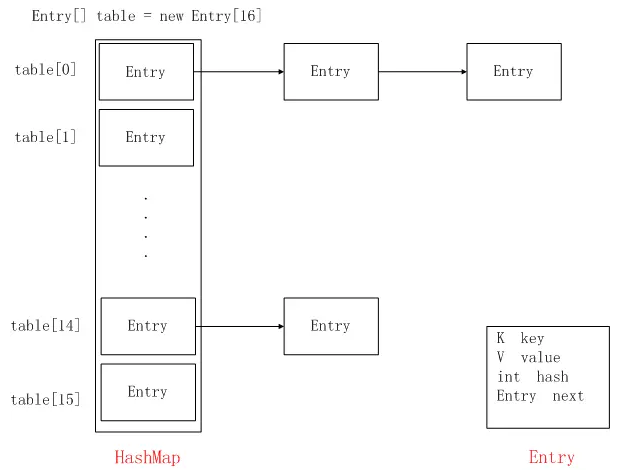 Entry[] table = new Entry[16]
table[0]
Entry
Entry
Entry
table[1]
Entry
table[14]
Entry
Entry
table[15]
Entry
K key
V value
int hash
Entry next
HashMap
Entry